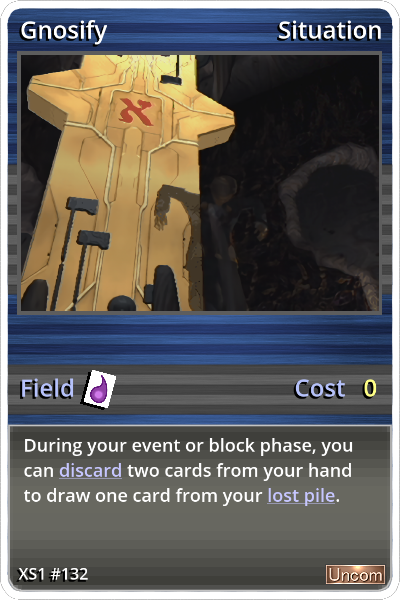 Gnosify
Situation
א
Field
Cost 0
During your event or block phase, you
can discard two cards from your hand
to draw one card from your lost pile.
XS1 #132
Uncom